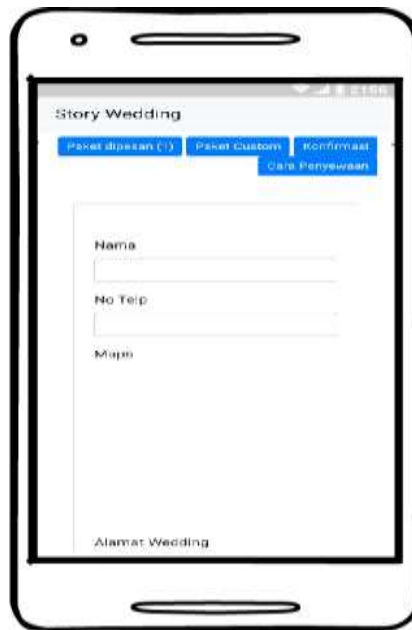 Story Wedding
Paket dipesan (1) Paket Custom Konfirmasi
Cara Penyewaan
Nama
No Telp
Maps
Alamat Wedding